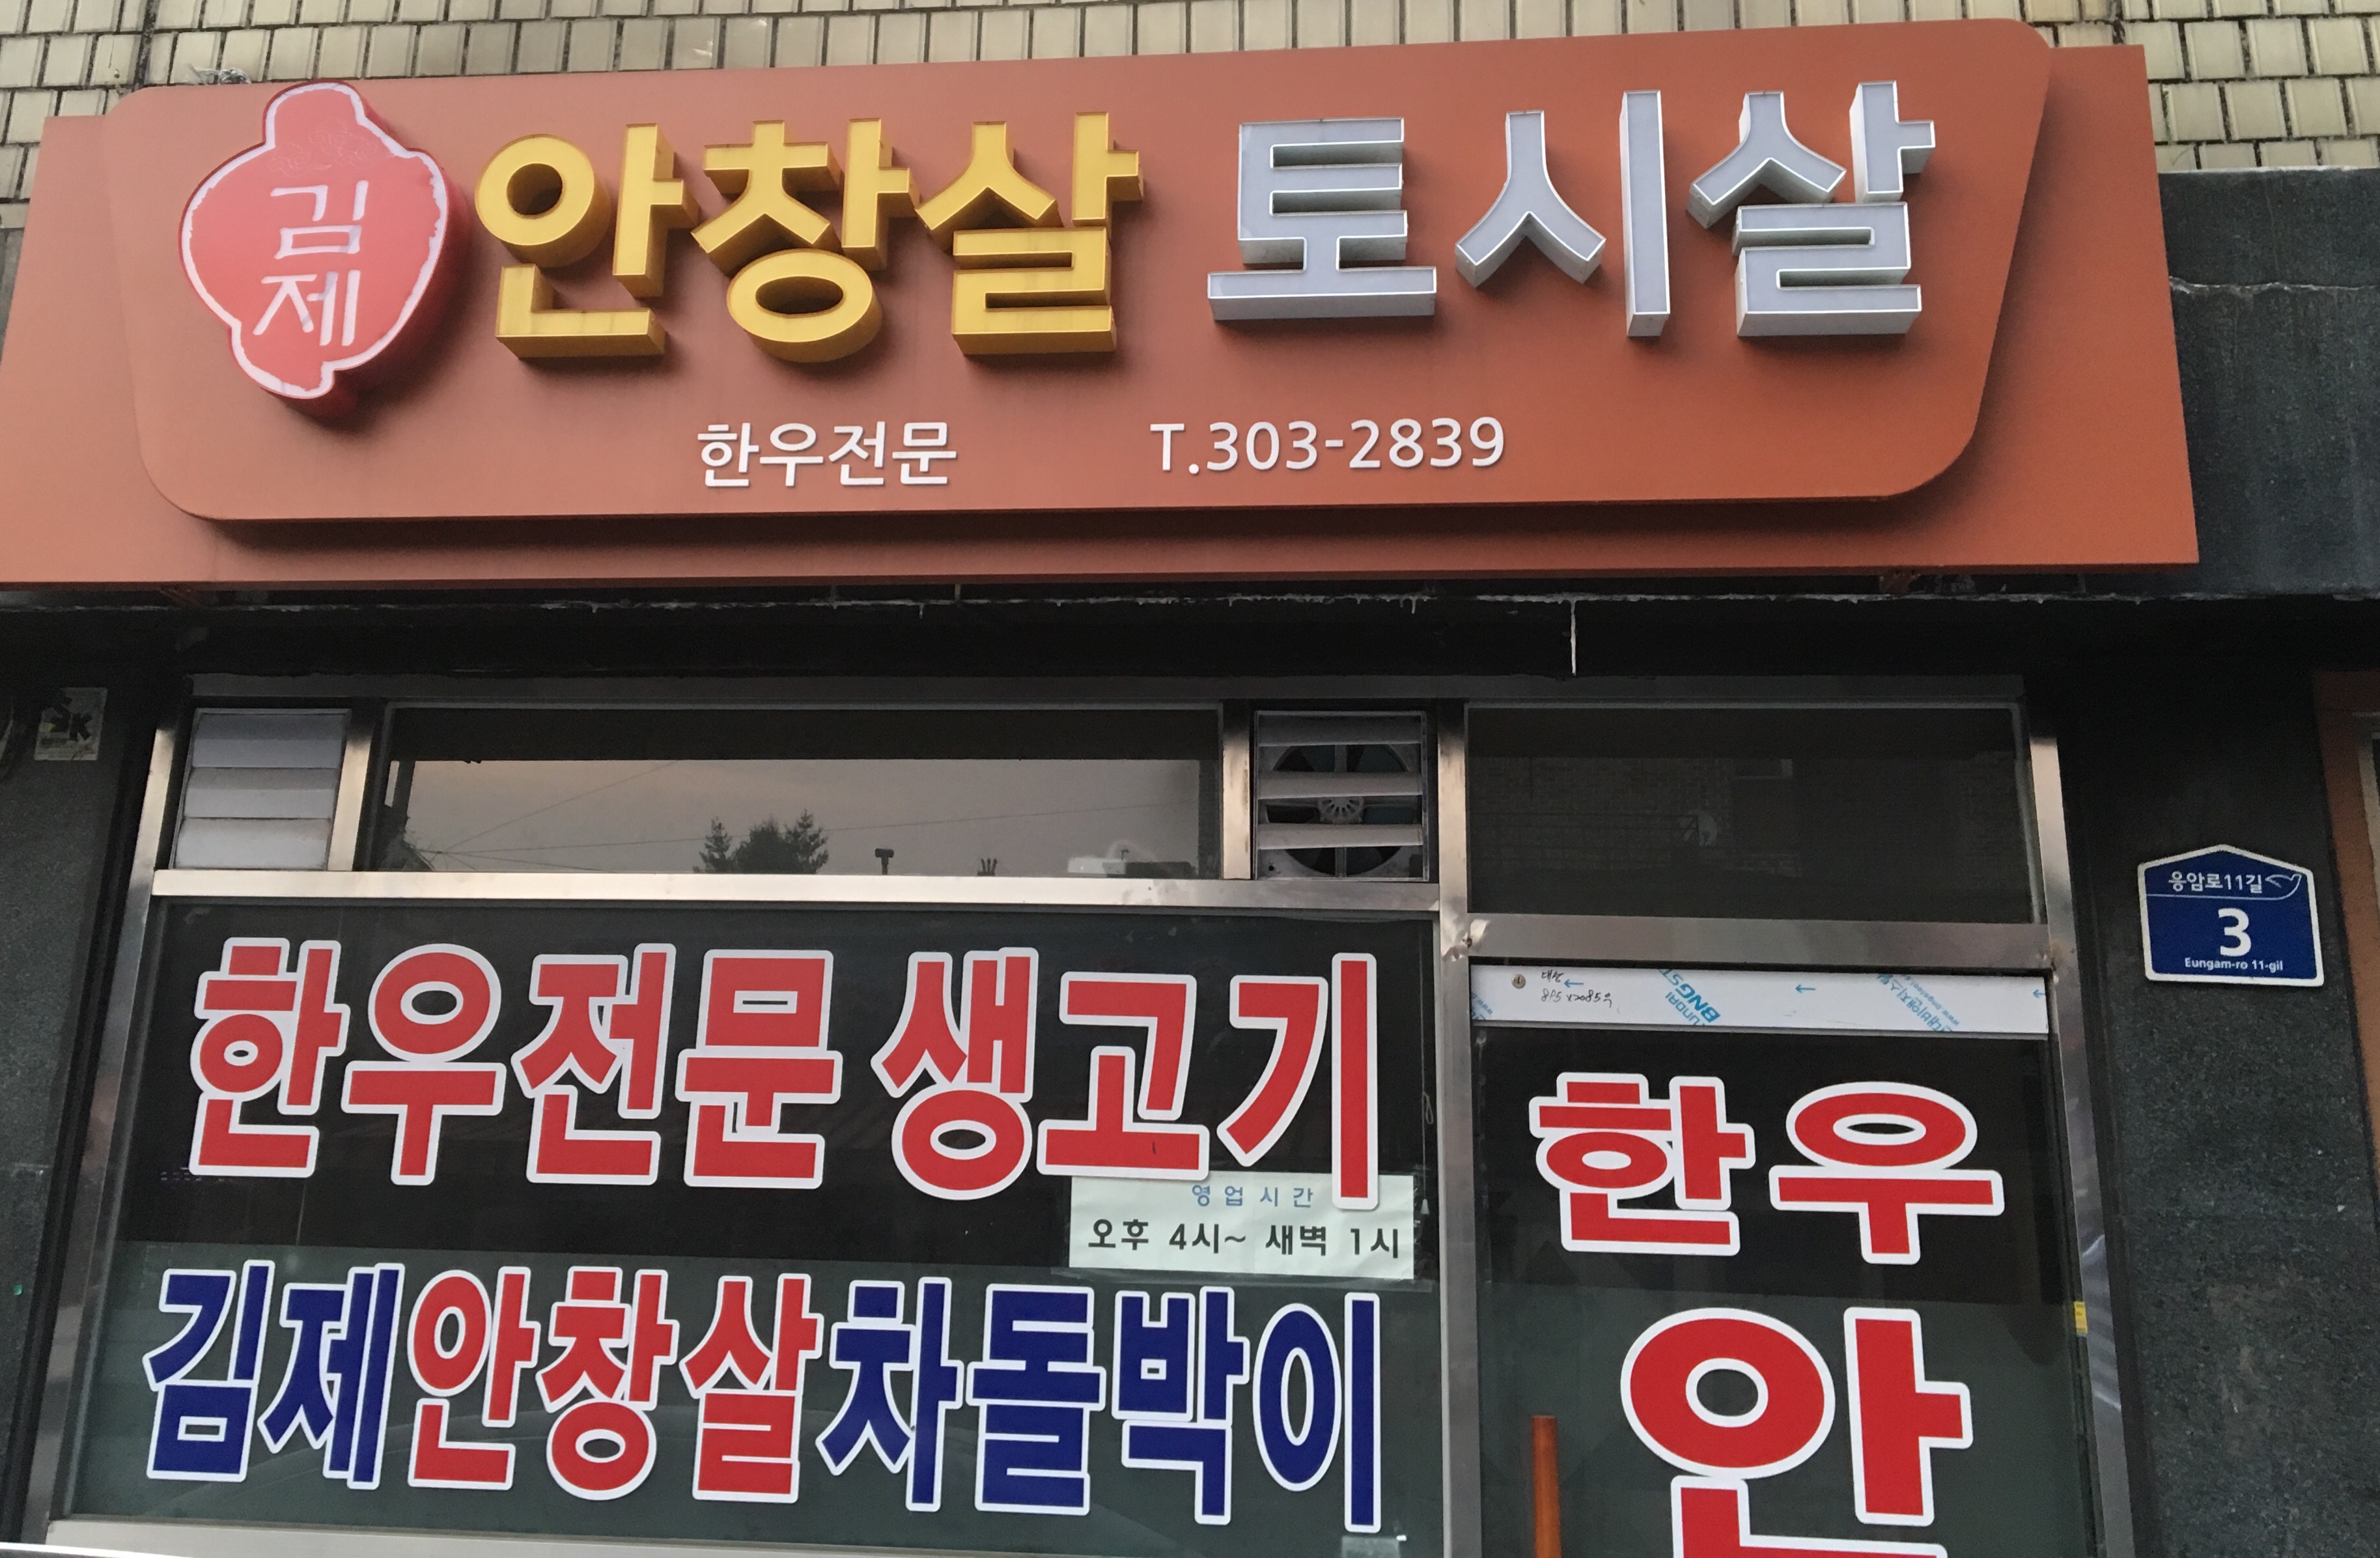 김제
안창살 토시살
한우전문 T.303-2839
응암로11길
3
Eungam-ro 11-gil
한우전문 생고기
영업시간
오후 4시~ 새벽 1시
김제안창살차돌박이
한우
안